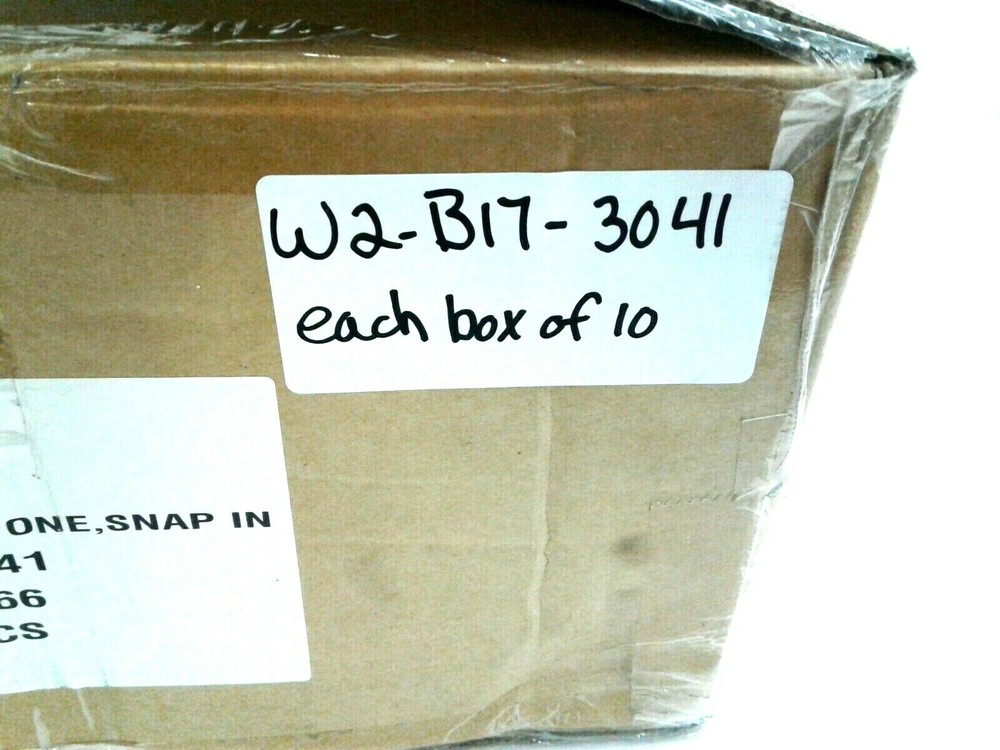 W2-B17-3041
each box of 10
ONE,SNAP IN
41
66
CS